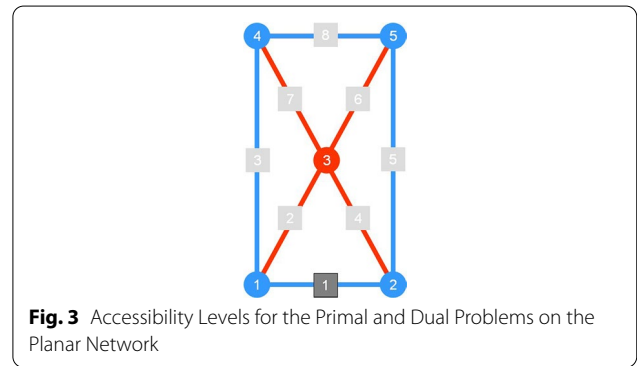 4 8 5
7 6
3 3 5
2 4
1 1 2
Fig. 3 Accessibility Levels for the Primal and Dual Problems on the
Planar Network